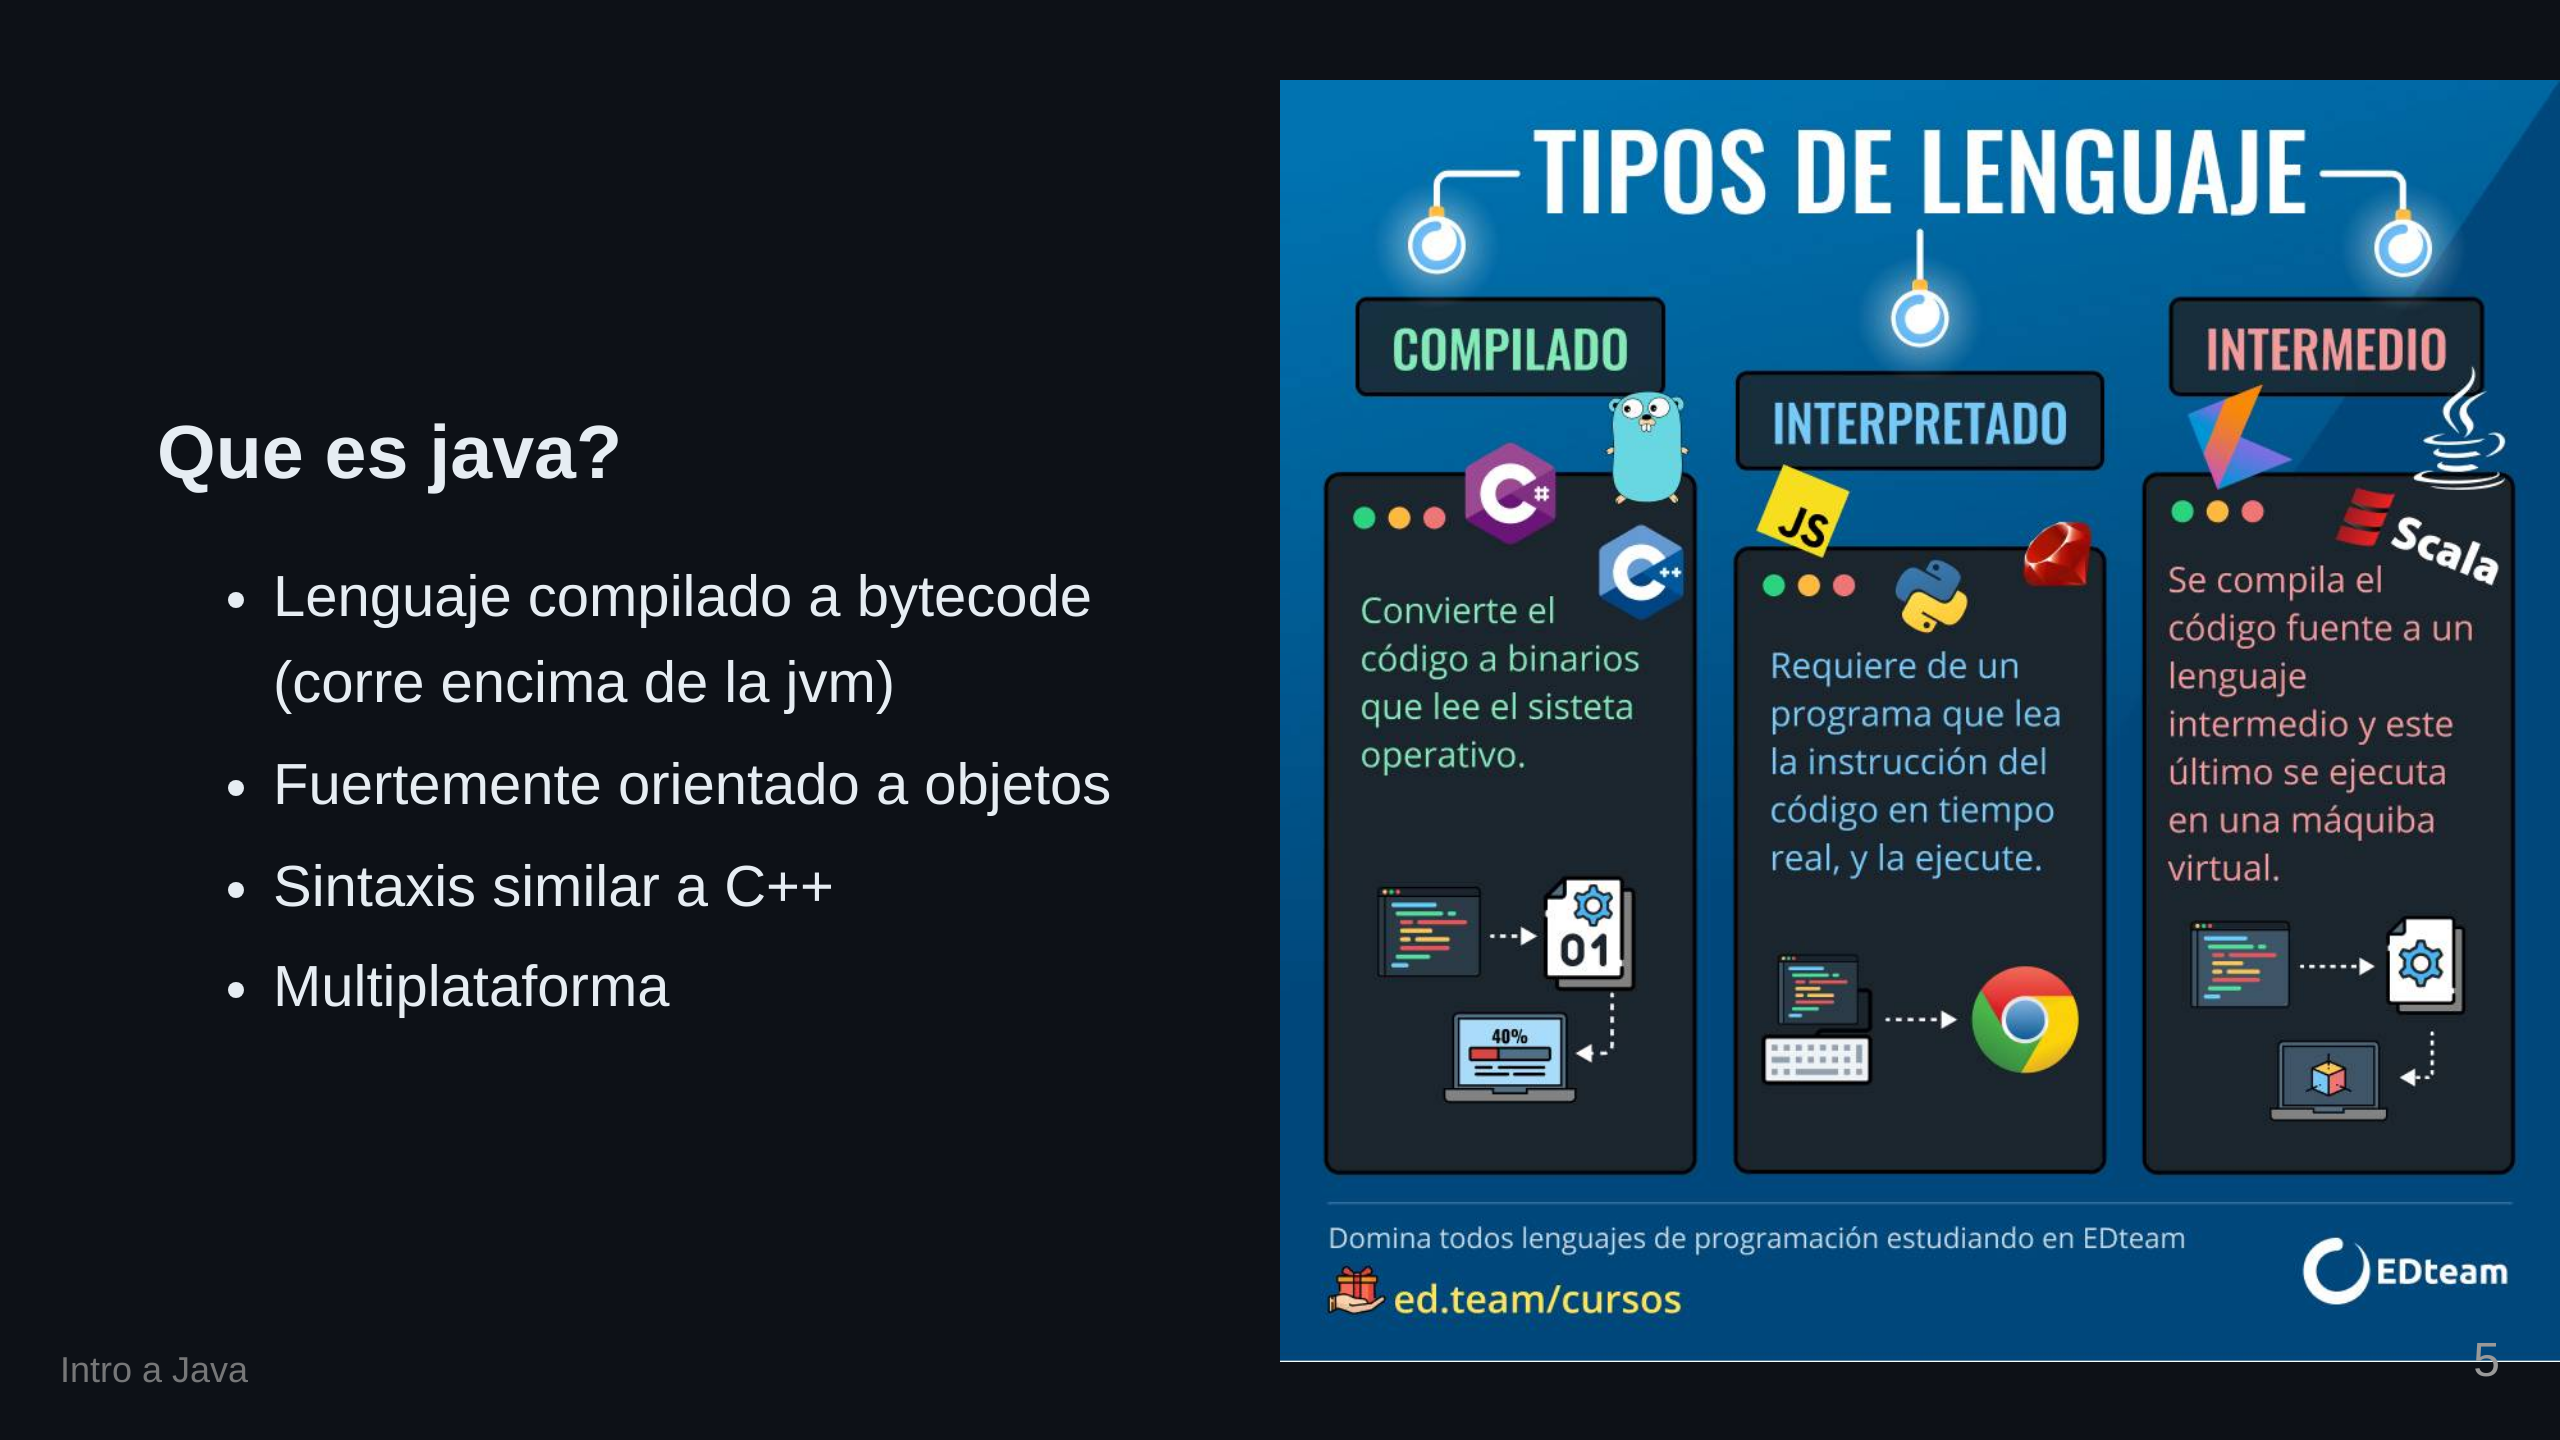 Que es java?
Lenguaje compilado a bytecode
(corre encima de la jvm)
Fuertemente orientado a objetos
Sintaxis similar a C++
Multiplataforma
TIPOS DE LENGUAJE
COMPILADO
C#
C++
Convierte el
código a binarios
que lee el sisteta
operativo.
01
40%
INTERPRETADO
JS
Requiere de un
programa que lea
la instrucción del
código en tiempo
real, y la ejecute.
INTERMEDIO
Scala
Se compila el
código fuente a un
lenguaje
intermedio y este
último se ejecuta
en una máquiba
virtual.
Domina todos lenguajes de programación estudiando en EDteam
ed.team/cursos
EDteam
Intro a Java
5